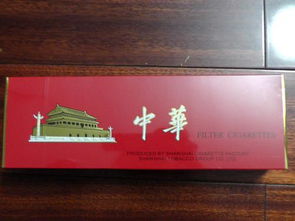 中華
FILTER CIGARETTES
PRODUCED BY SHANGHAI CIGARETTE FACTORY
SHANGHAI TOBACCO GROUP CO., LTD.